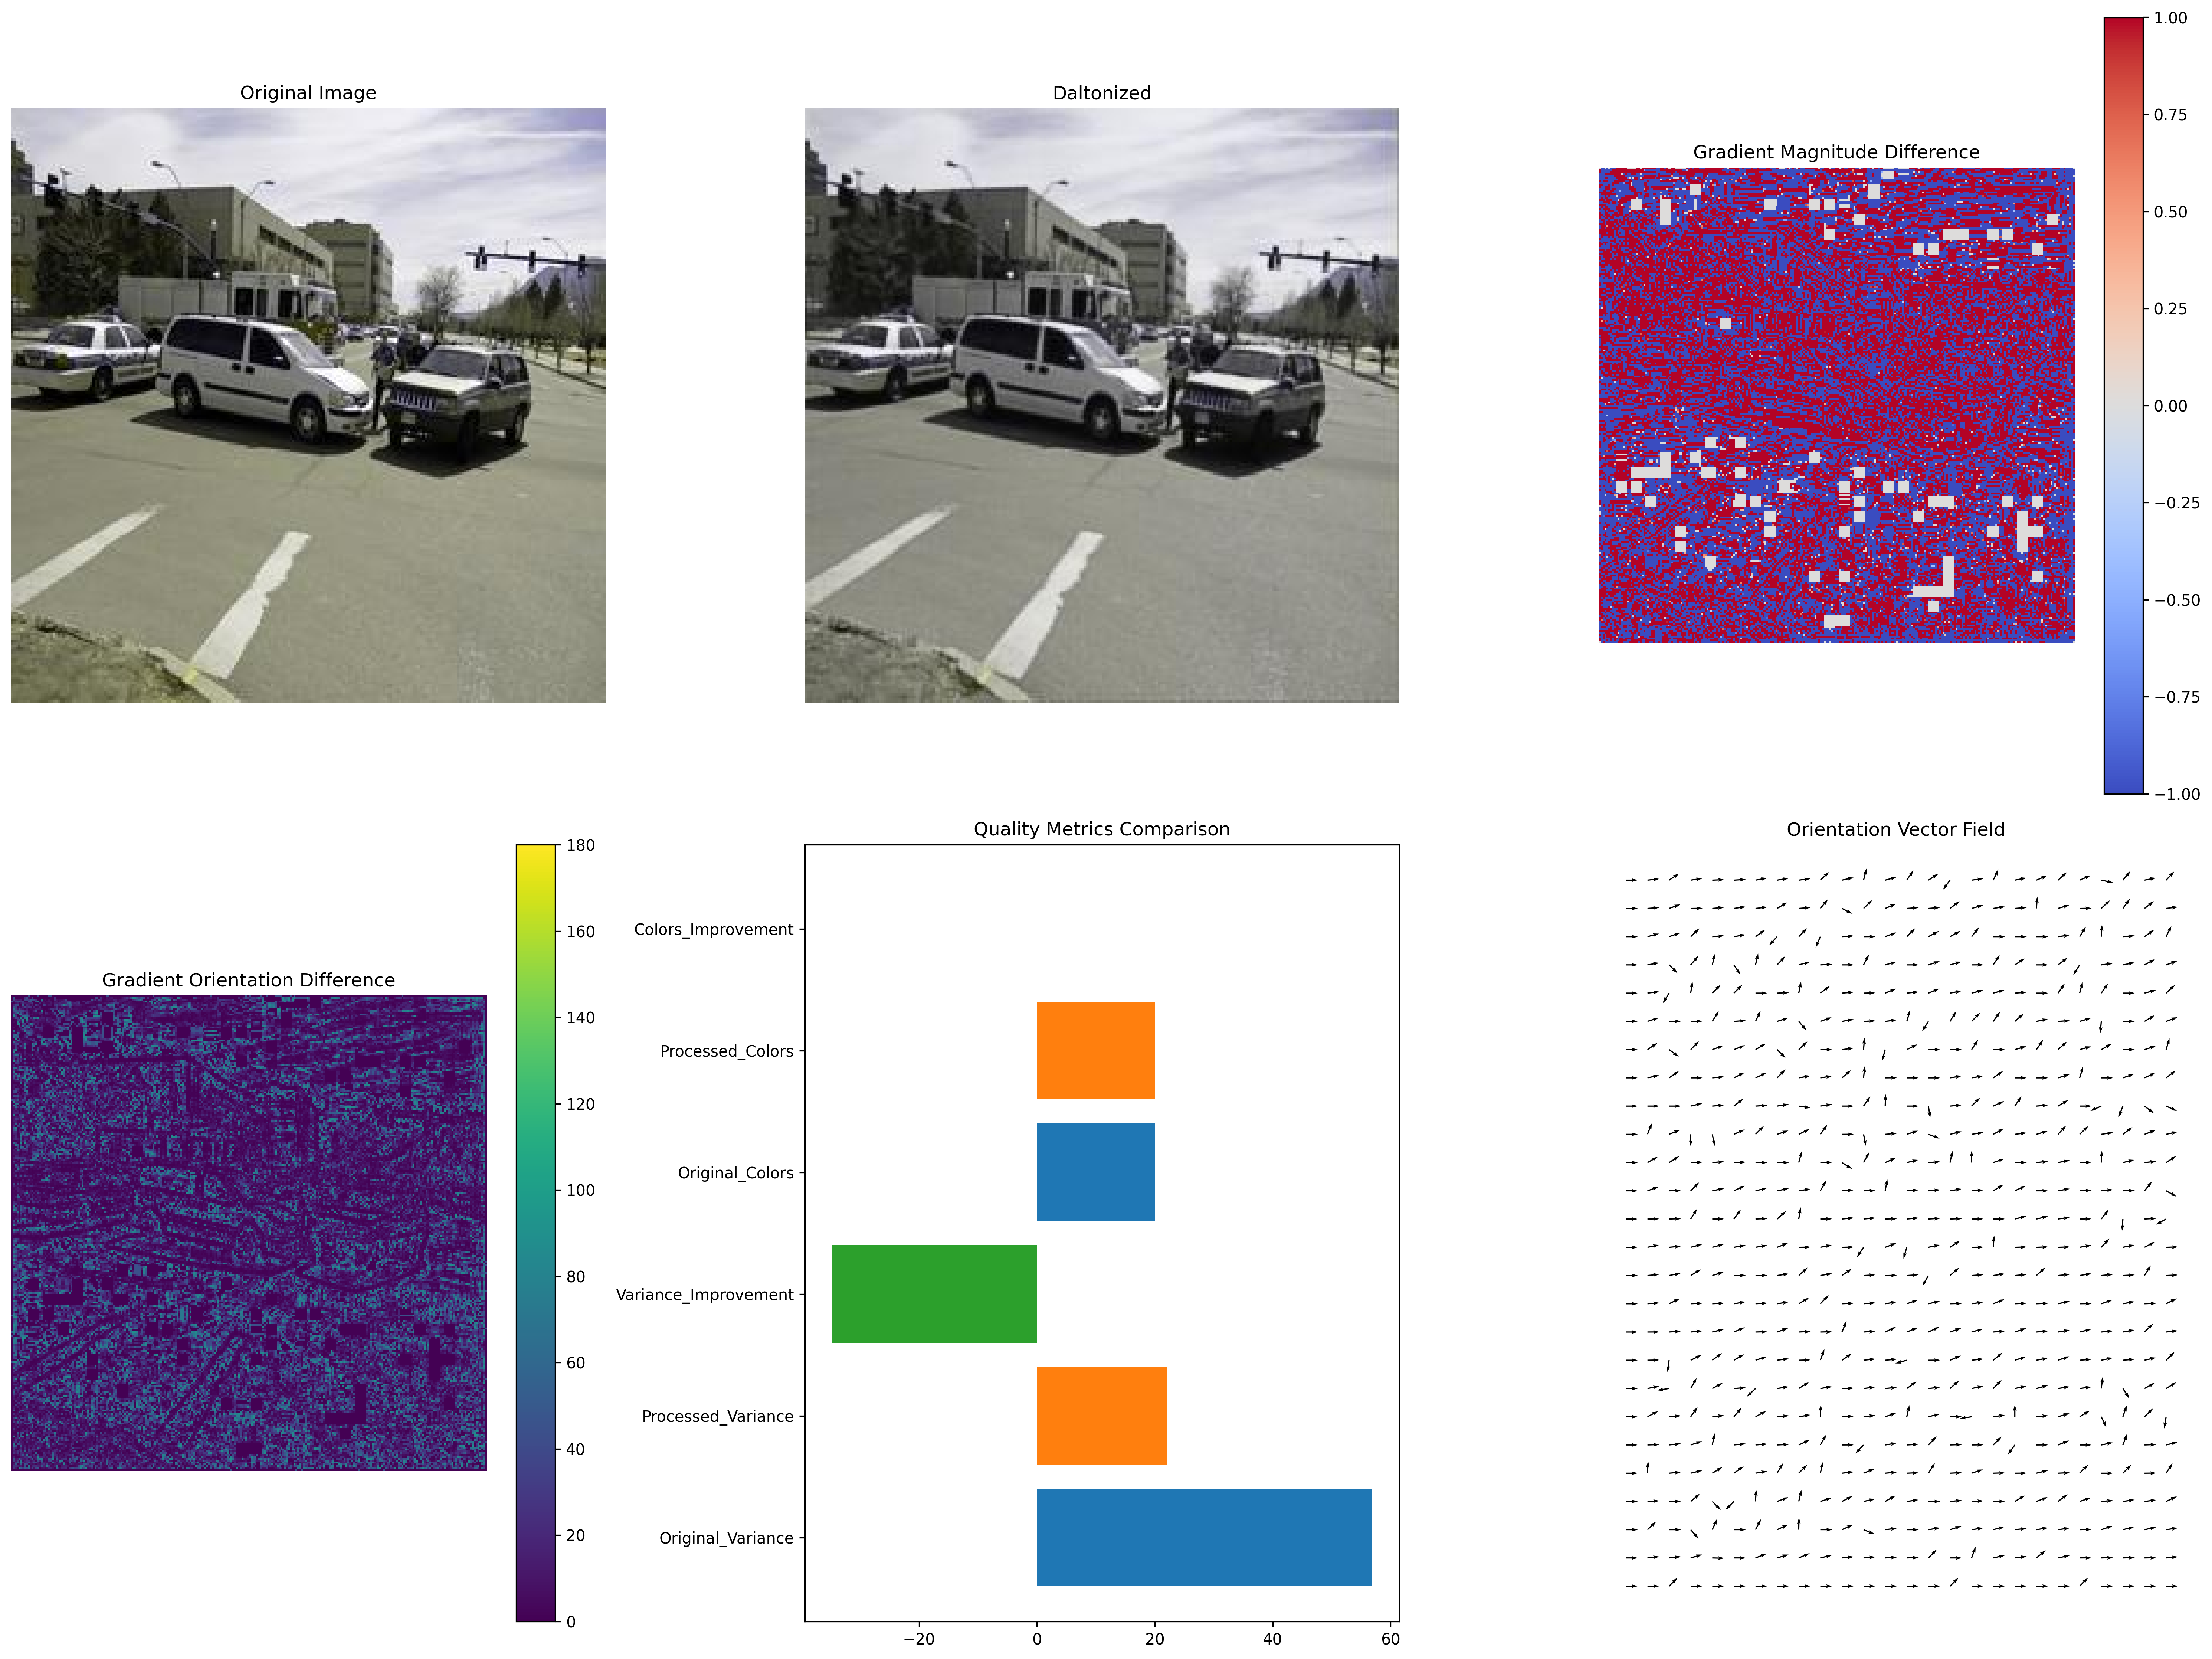 Original Image
Daltonized
Gradient Magnitude Difference
1.00
0.75
0.50
0.25
0.00
−0.25
−0.50
−0.75
−1.00
Gradient Orientation Difference
180
160
140
120
100
80
60
40
20
0
Quality Metrics Comparison
Colors_Improvement
Processed_Colors
Original_Colors
Variance_Improvement
Processed_Variance
Original_Variance
−20
0
20
40
60
Orientation Vector Field